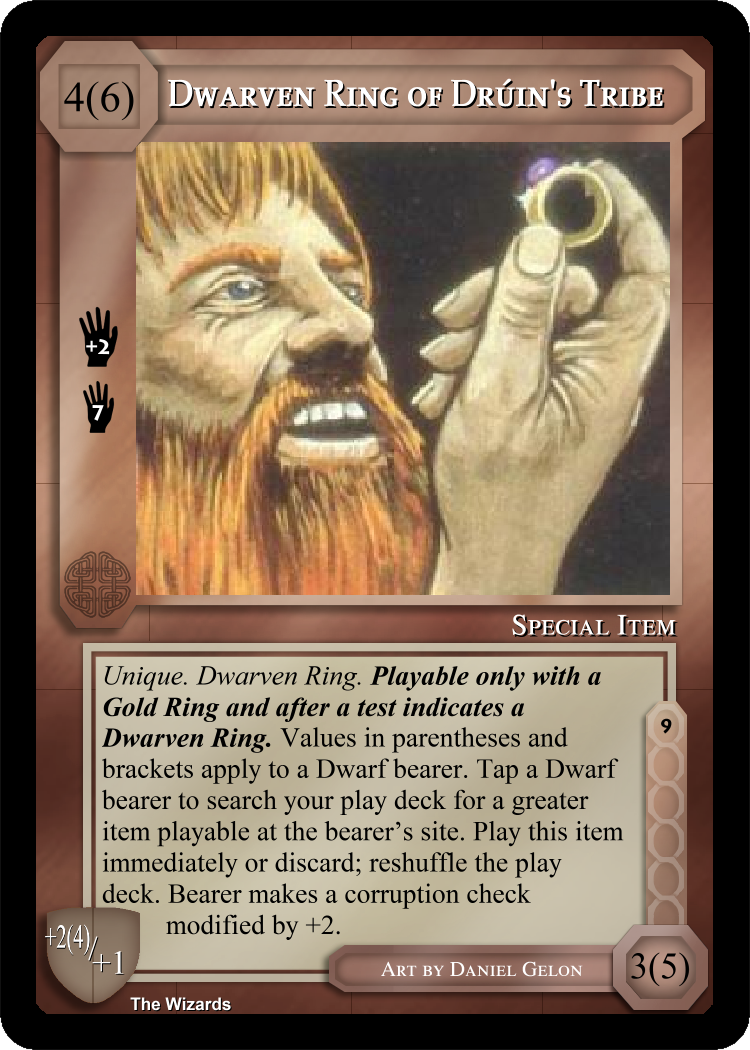 4(6)
Dwarven Ring of Drúin's Tribe
+2
7
Special Item
Unique. Dwarven Ring. Playable only with a
Gold Ring and after a test indicates a
Dwarven Ring. Values in parentheses and
brackets apply to a Dwarf bearer. Tap a Dwarf
bearer to search your play deck for a greater
item playable at the bearer's site. Play this item
immediately or discard; reshuffle the play
deck. Bearer makes a corruption check
modified by +2.
9
+2(4)/+1
Art by Daniel Gelon
3(5)
The Wizards